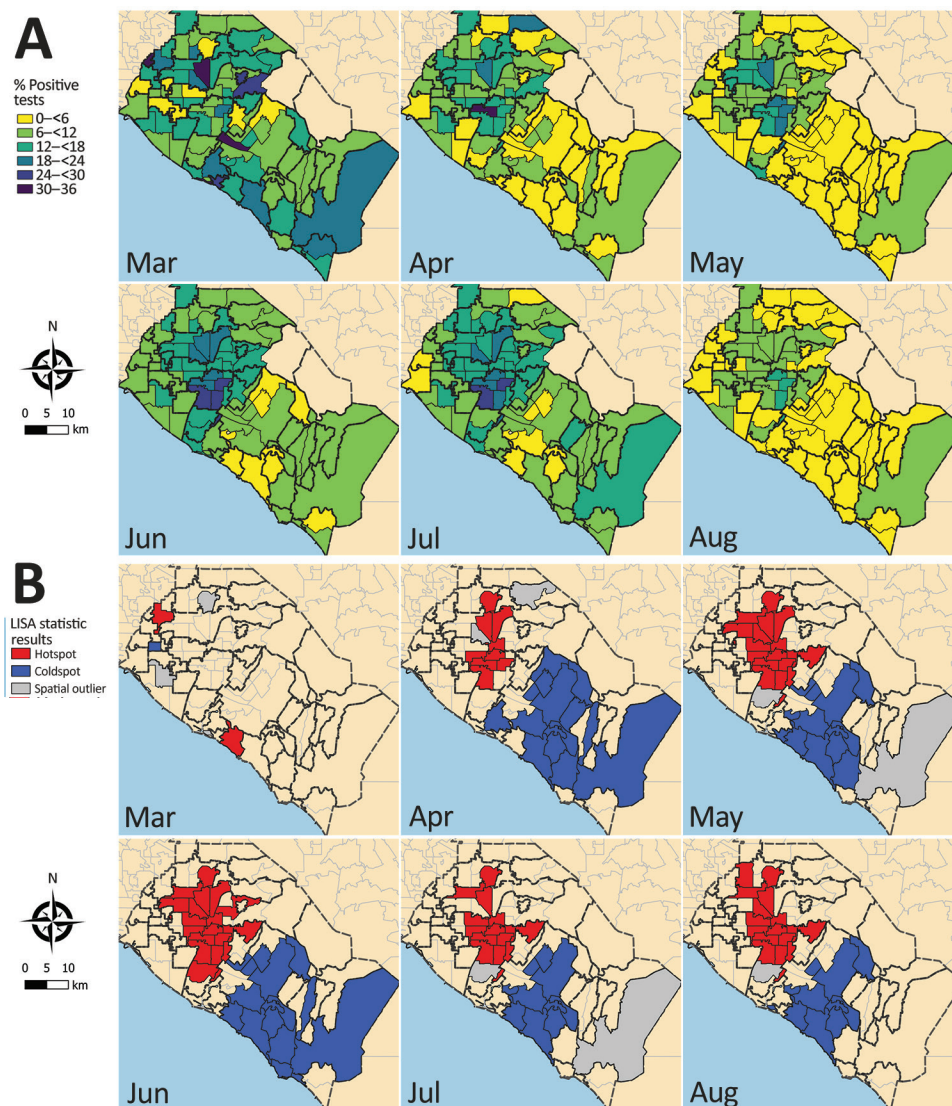 A
% Positive
tests
0–<6
6–<12
12–<18
18–<24
24–<30
30–36
Mar
Apr
May
N
0 5 10
km
Jun
Jul
Aug
B
LISA statistic
results
Hotspot
Coldspot
Spatial outlier
Mar
Apr
May
N
0 5 10
km
Jun
Jul
Aug